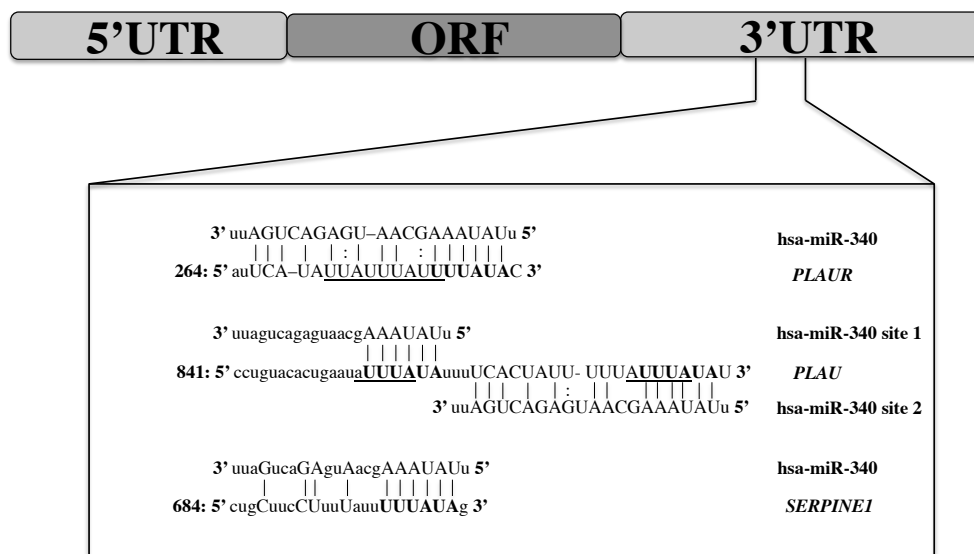 5’UTR ORF 3’UTR
3’ uuAGUCAGAGU–AACGAAAUAUu 5’ hsa-miR-340
| | | | | : | | | : | | | | | |
264: 5’ auUCA–UAUUAUUUAUUUUUAUAC 3’ PLAUR
3’ uuagucagaguaacgAAAUAUu 5’ hsa-miR-340 site 1
| | | | | |
841: 5’ ccuguacacugaauaUUUAUAuuuUCACUAUU- UUUAUUUAUAU 3’ PLAU
| | | | | : | | | | | | | |
3’ uuAGUCAGAGUAACGAAAUAUu 5’ hsa-miR-340 site 2
3’ uuaGucaGAguAacgAAAUAUu 5’ hsa-miR-340
| | | | | | | | | |
684: 5’ cugCuucCUuuUauuUUUAUAg 3’ SERPINE1